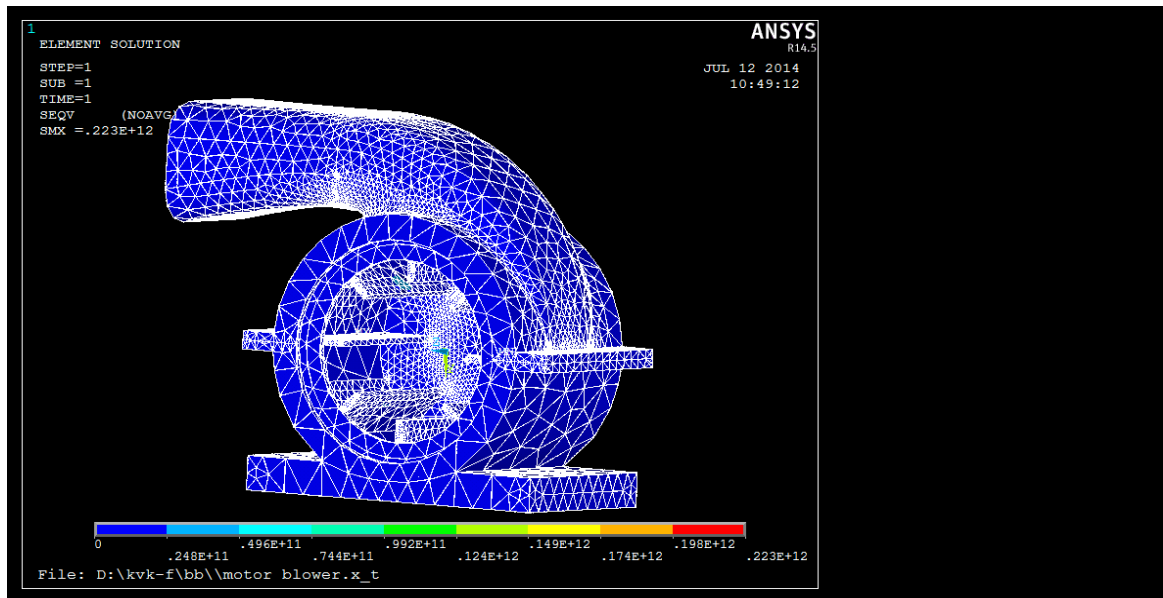 1
ANSYS
R14.5
ELEMENT SOLUTION
STEP=1
SUB =1
TIME=1
SEQV (NOAVG)
SMX =.223E+12
JUL 12 2014
10:49:12
0 .248E+11 .496E+11 .744E+11 .992E+11 .124E+12 .149E+12 .174E+12 .198E+12 .223E+12
File: D:\kvk-f\bb\\motor blower.x_t